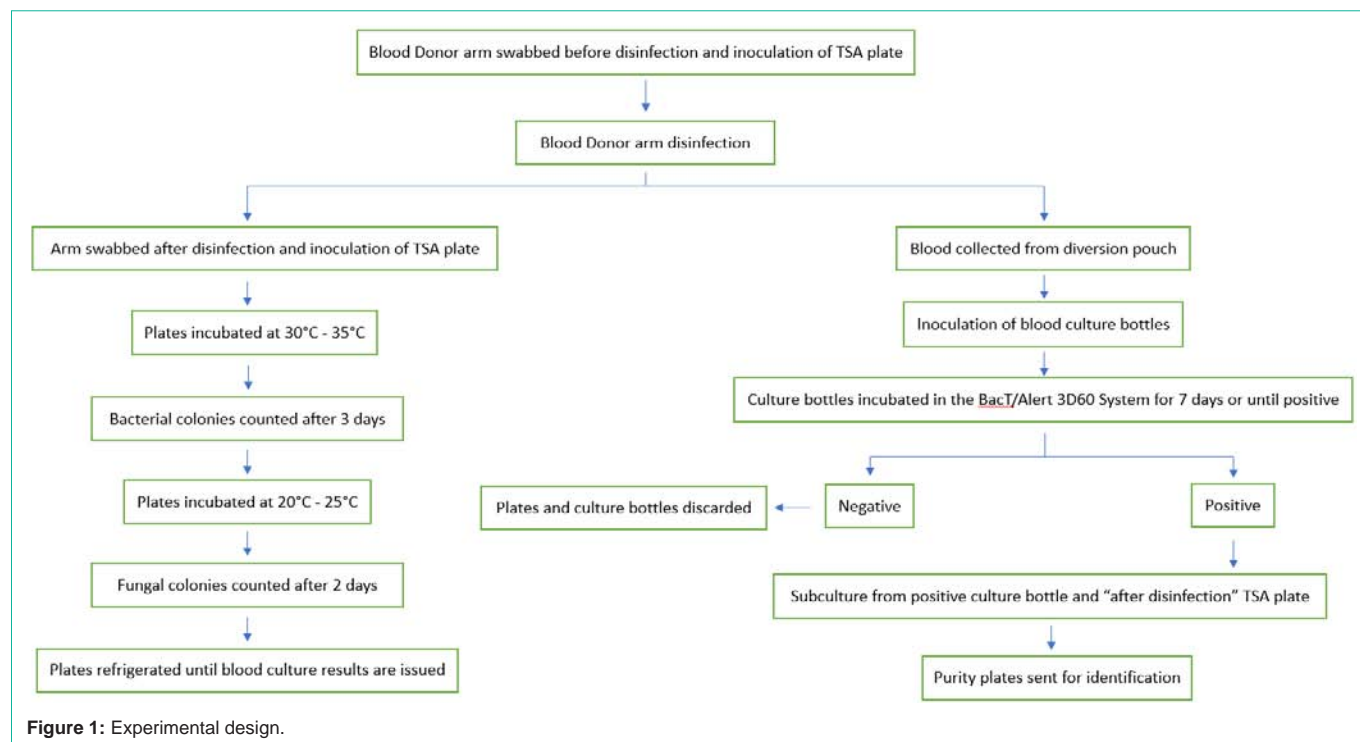 Blood Donor arm swabbed before disinfection and inoculation of TSA plate
Blood Donor arm disinfection
Arm swabbed after disinfection and inoculation of TSA plate
Plates incubated at 30°C - 35°C
Bacterial colonies counted after 3 days
Plates incubated at 20°C - 25°C
Fungal colonies counted after 2 days
Plates refrigerated until blood culture results are issued
Blood collected from diversion pouch
Inoculation of blood culture bottles
Culture bottles incubated in the BacT/Alert 3D60 System for 7 days or until positive
Negative
Plates and culture bottles discarded
Positive
Subculture from positive culture bottle and “after disinfection” TSA plate
Purity plates sent for identification
Figure 1: Experimental design.